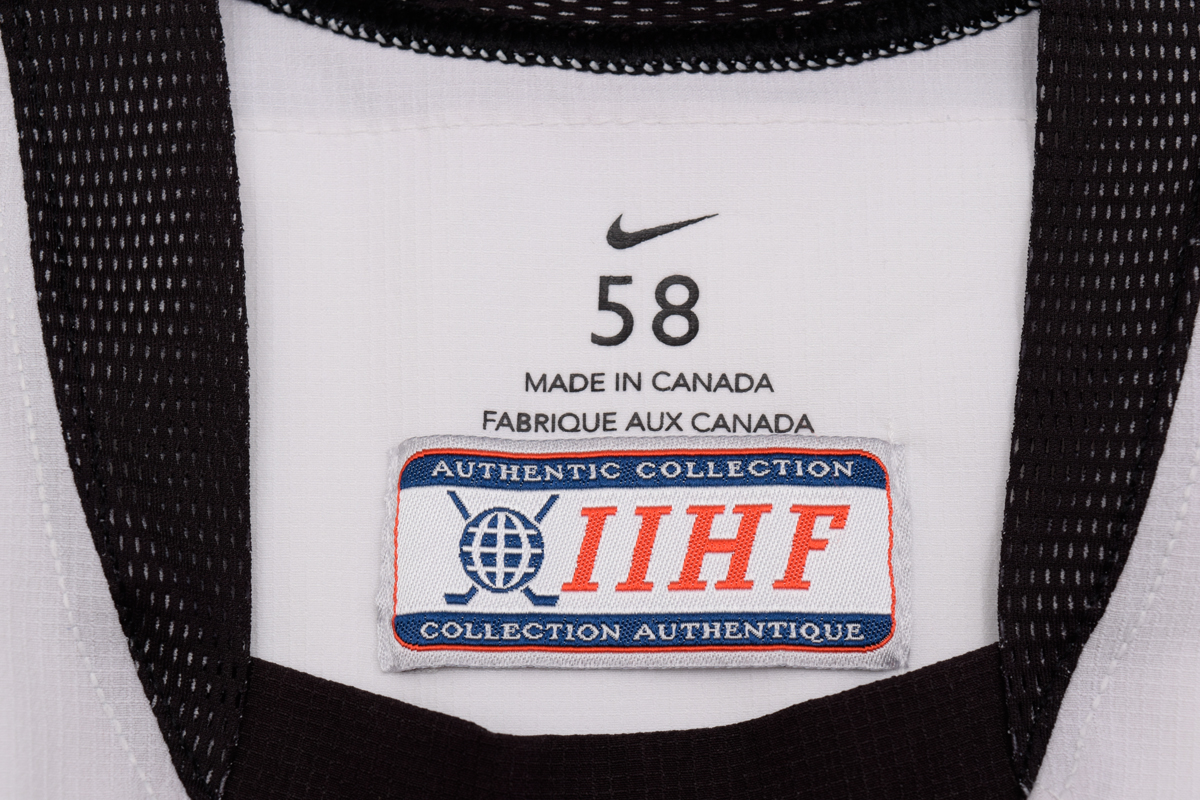 58
MADE IN CANADA
FABRIQUE AUX CANADA
AUTHENTIC COLLECTION
IIHF
COLLECTION AUTHENTIQUE